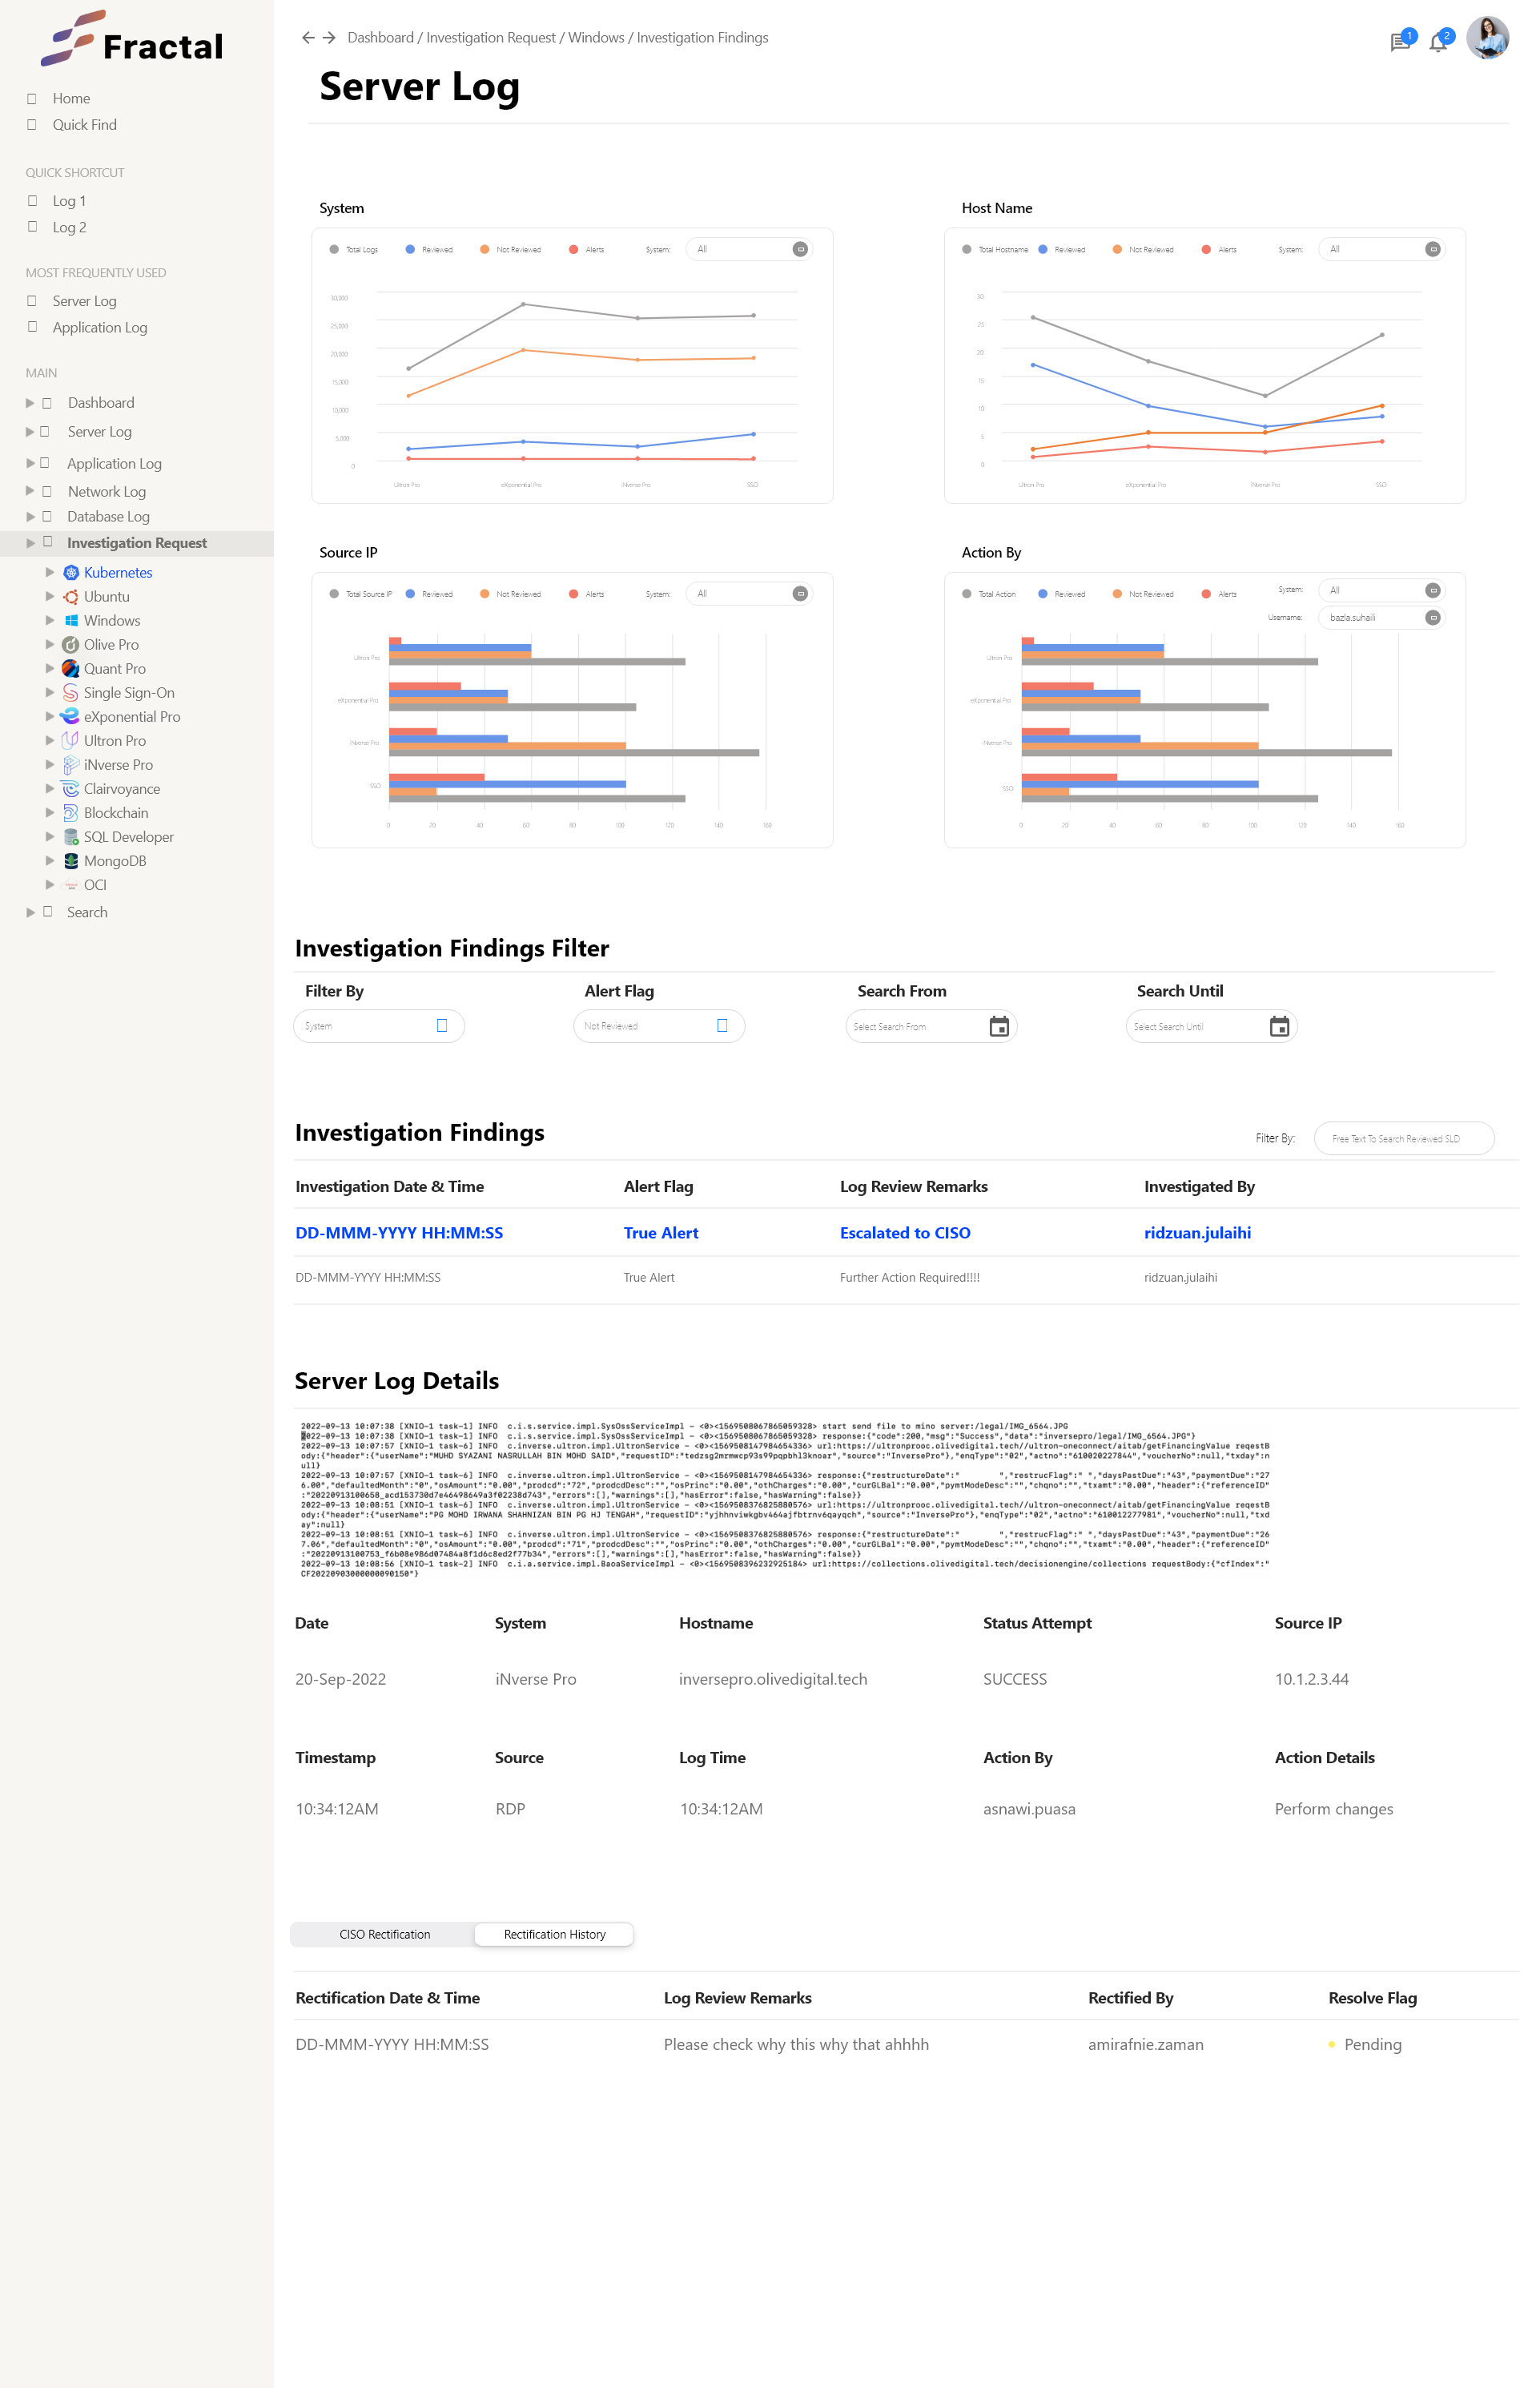 Fractal
Home
Quick Find
QUICK SHORTCUT
Log 1
Log 2
MOST FREQUENTLY USED
Server Log
Application Log
MAIN
Dashboard
Server Log
Application Log
Network Log
Database Log
Investigation Request
Kubernetes
Ubuntu
Windows
Olive Pro
Quant Pro
Single Sign-On
eXponential Pro
Ultron Pro
iNverse Pro
Clairvoyance
Blockchain
SQL Developer
MongoDB
OCI
Search
Dashboard / Investigation Request / Windows / Investigation Findings
1
2
Server Log
System
Total Logs Reviewed Not Reviewed Alerts System: All
30,000
25,000
20,000
15,000
10,000
5,000
0
Ultron Pro eXponential Pro iNverse Pro SSO
Host Name
Total Hostname Reviewed Not Reviewed Alerts System: All
30
25
20
15
10
5
0
Ultron Pro eXponential Pro iNverse Pro SSO
Source IP
Total Source IP Reviewed Not Reviewed Alerts System: All
Ultron Pro
eXponential Pro
iNverse Pro
SSO
0 20 40 60 80 100 120 140 160
Action By
Total Action Reviewed Not Reviewed Alerts System: All
Username: bazla.suhaili
Ultron Pro
eXponential Pro
iNverse Pro
SSO
0 20 40 60 80 100 120 140 160
Investigation Findings Filter
Filter By Alert Flag Search From Search Until
System Not Reviewed Select Search From Select Search Until
Investigation Findings
Filter By: Free Text To Search Reviewed SLD
Investigation Date & Time Alert Flag Log Review Remarks Investigated By
DD-MMM-YYYY HH:MM:SS True Alert Escalated to CISO ridzuan.julaihi
DD-MMM-YYYY HH:MM:SS True Alert Further Action Required!!!! ridzuan.julaihi
Server Log Details
2022-09-13 10:07:38 [XNIO-1 task-1] INFO c.i.s.service.impl.SysOssServiceImpl - <0><1569508067865059328> start send file to mino server:/legal/IMG_6564.JPG
2022-09-13 10:07:38 [XNIO-1 task-1] INFO c.i.s.service.impl.SysOssServiceImpl - <0><1569508067865059328> response:{"code":200,"msg":"Success","data":"inversepro/legal/IMG_6564.JPG"}
2022-09-13 10:07:57 [XNIO-1 task-6] INFO c.inverse.ultron.impl.UltronService - <0><1569508147984654336> url:https://ultronprooc.olivedigital.tech//ultron-oneconnect/aitab/getFinancingValue reqestB
ody:{"header":{"userName":"MUHD SYAZANI NASRULLAH BIN MOHD SAID","requestID":"tedzsg2mrmwcp93s99pqpbhl3knoar","source":"InversePro"},"enqType":"02","actno":"610020227844","voucherNo":null,"txday":n
ull}
2022-09-13 10:07:57 [XNIO-1 task-6] INFO c.inverse.ultron.impl.UltronService - <0><1569508147984654336> response:{"restructureDate":" ","restrucFlag":" ","daysPastDue":"43","paymentDue":"27
6.00","defaultedMonth":"0","osAmount":"0.00","prodcd":"72","prodcdDesc":"","osPrinc":"0.00","othCharges":"0.00","curGLBal":"0.00","pymtModeDesc":"","chqno":"","txamt":"0.00","header":{"referenceID"
:"20220913100658_acd153730d7e46498649a3f02238d743","errors":[],"warnings":[],"hasError":false,"hasWarning":false}}
2022-09-13 10:08:51 [XNIO-1 task-6] INFO c.inverse.ultron.impl.UltronService - <0><1569508376825880576> url:https://ultronprooc.olivedigital.tech//ultron-oneconnect/aitab/getFinancingValue reqestB
ody:{"header":{"userName":"PG MOHD IRWANA SHAHNIZAN BIN PG HJ TENGAH","requestID":"yjhhnviwkgbv464ajfbtrnv6qayqch","source":"InversePro"},"enqType":"02","actno":"610012277981","voucherNo":null,"txd
ay":null}
2022-09-13 10:08:51 [XNIO-1 task-6] INFO c.inverse.ultron.impl.UltronService - <0><1569508376825880576> response:{"restructureDate":" ","restrucFlag":" ","daysPastDue":"43","paymentDue":"26
7.06","defaultedMonth":"0","osAmount":"0.00","prodcd":"71","prodcdDesc":"","osPrinc":"0.00","othCharges":"0.00","curGLBal":"0.00","pymtModeDesc":"","chqno":"","txamt":"0.00","header":{"referenceID"
:"20220913100753_f6b08e986d07484a8f1d6c8ed2f77b34","errors":[],"warnings":[],"hasError":false,"hasWarning":false}}
2022-09-13 10:08:56 [XNIO-1 task-2] INFO c.i.a.service.impl.BaoaServiceImpl - <0><1569508396232925184> url:https://collections.olivedigital.tech/decisionengine/collections requestBody:{"cfIndex":"
CF20220903000000090150"}
Date System Hostname Status Attempt Source IP
20-Sep-2022 iNverse Pro inversepro.olivedigital.tech SUCCESS 10.1.2.3.44
Timestamp Source Log Time Action By Action Details
10:34:12AM RDP 10:34:12AM asnawi.puasa Perform changes
CISO Rectification Rectification History
Rectification Date & Time Log Review Remarks Rectified By Resolve Flag
DD-MMM-YYYY HH:MM:SS Please check why this why that ahhhh amirafnie.zaman Pending